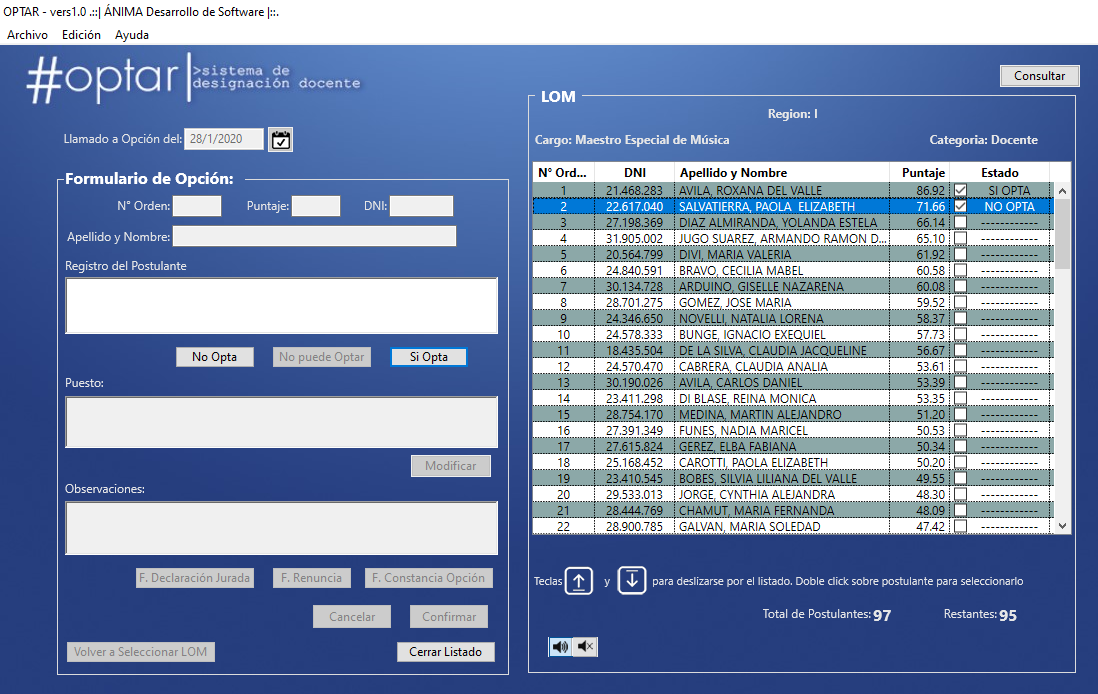 OPTAR - vers1.0 .::| ÁNIMA Desarrollo de Software |::.
Archivo Edición Ayuda
#optar
>sistema de
designación docente
Consultar
Llamado a Opción del: 28/1/2020
LOM
Region: I
Cargo: Maestro Especial de Música Categoria: Docente
Formulario de Opción:
N° Orden: Puntaje: DNI:
Apellido y Nombre:
Registro del Postulante
No Opta No puede Optar Si Opta
Puesto:
Modificar
Observaciones:
F. Declaración Jurada F. Renuncia F. Constancia Opción
Cancelar Confirmar
Volver a Seleccionar LOM Cerrar Listado
N° Ord... DNI Apellido y Nombre Puntaje Estado
1 21.468.283 AVILA, ROXANA DEL VALLE 86.92 SI OPTA
2 22.617.040 SALVATIERRA, PAOLA  ELIZABETH 71.66 NO OPTA
3 27.198.369 DIAZ ALMIRANDA, YOLANDA ESTELA 66.14 -----------
4 31.905.002 JUGO SUAREZ, ARMANDO RAMON D... 65.10 -----------
5 20.564.799 DIVI, MARIA VALERIA 61.92 -----------
6 24.840.591 BRAVO, CECILIA MABEL 60.58 -----------
7 30.134.728 ARDUINO, GISELLE NAZARENA 60.08 -----------
8 28.701.275 GOMEZ, JOSE MARIA 59.52 -----------
9 24.346.650 NOVELLI, NATALIA LORENA 58.37 -----------
10 24.578.333 BUNGE, IGNACIO EXEQUIEL 57.73 -----------
11 18.435.504 DE LA SILVA, CLAUDIA JACQUELINE 56.67 -----------
12 24.570.470 CABRERA, CLAUDIA ANALIA 53.61 -----------
13 30.190.026 AVILA, CARLOS DANIEL 53.39 -----------
14 23.411.298 DI BLASE, REINA MONICA 53.35 -----------
15 28.754.170 MEDINA, MARTIN ALEJANDRO 51.20 -----------
16 27.391.349 FUNES, NADIA MARICEL 50.53 -----------
17 27.615.824 GEREZ, ELBA FABIANA 50.34 -----------
18 25.168.452 CAROTTI, PAOLA ELIZABETH 50.20 -----------
19 23.410.545 BOBES, SILVIA LILIANA DEL VALLE 49.55 -----------
20 29.533.013 JORGE, CYNTHIA ALEJANDRA 48.30 -----------
21 28.444.769 CHAMUT, MARIA FERNANDA 48.09 -----------
22 28.900.785 GALVAN, MARIA SOLEDAD 47.42 -----------
Teclas y para deslizarse por el listado. Doble click sobre postulante para seleccionarlo
Total de Postulantes: 97 Restantes: 95